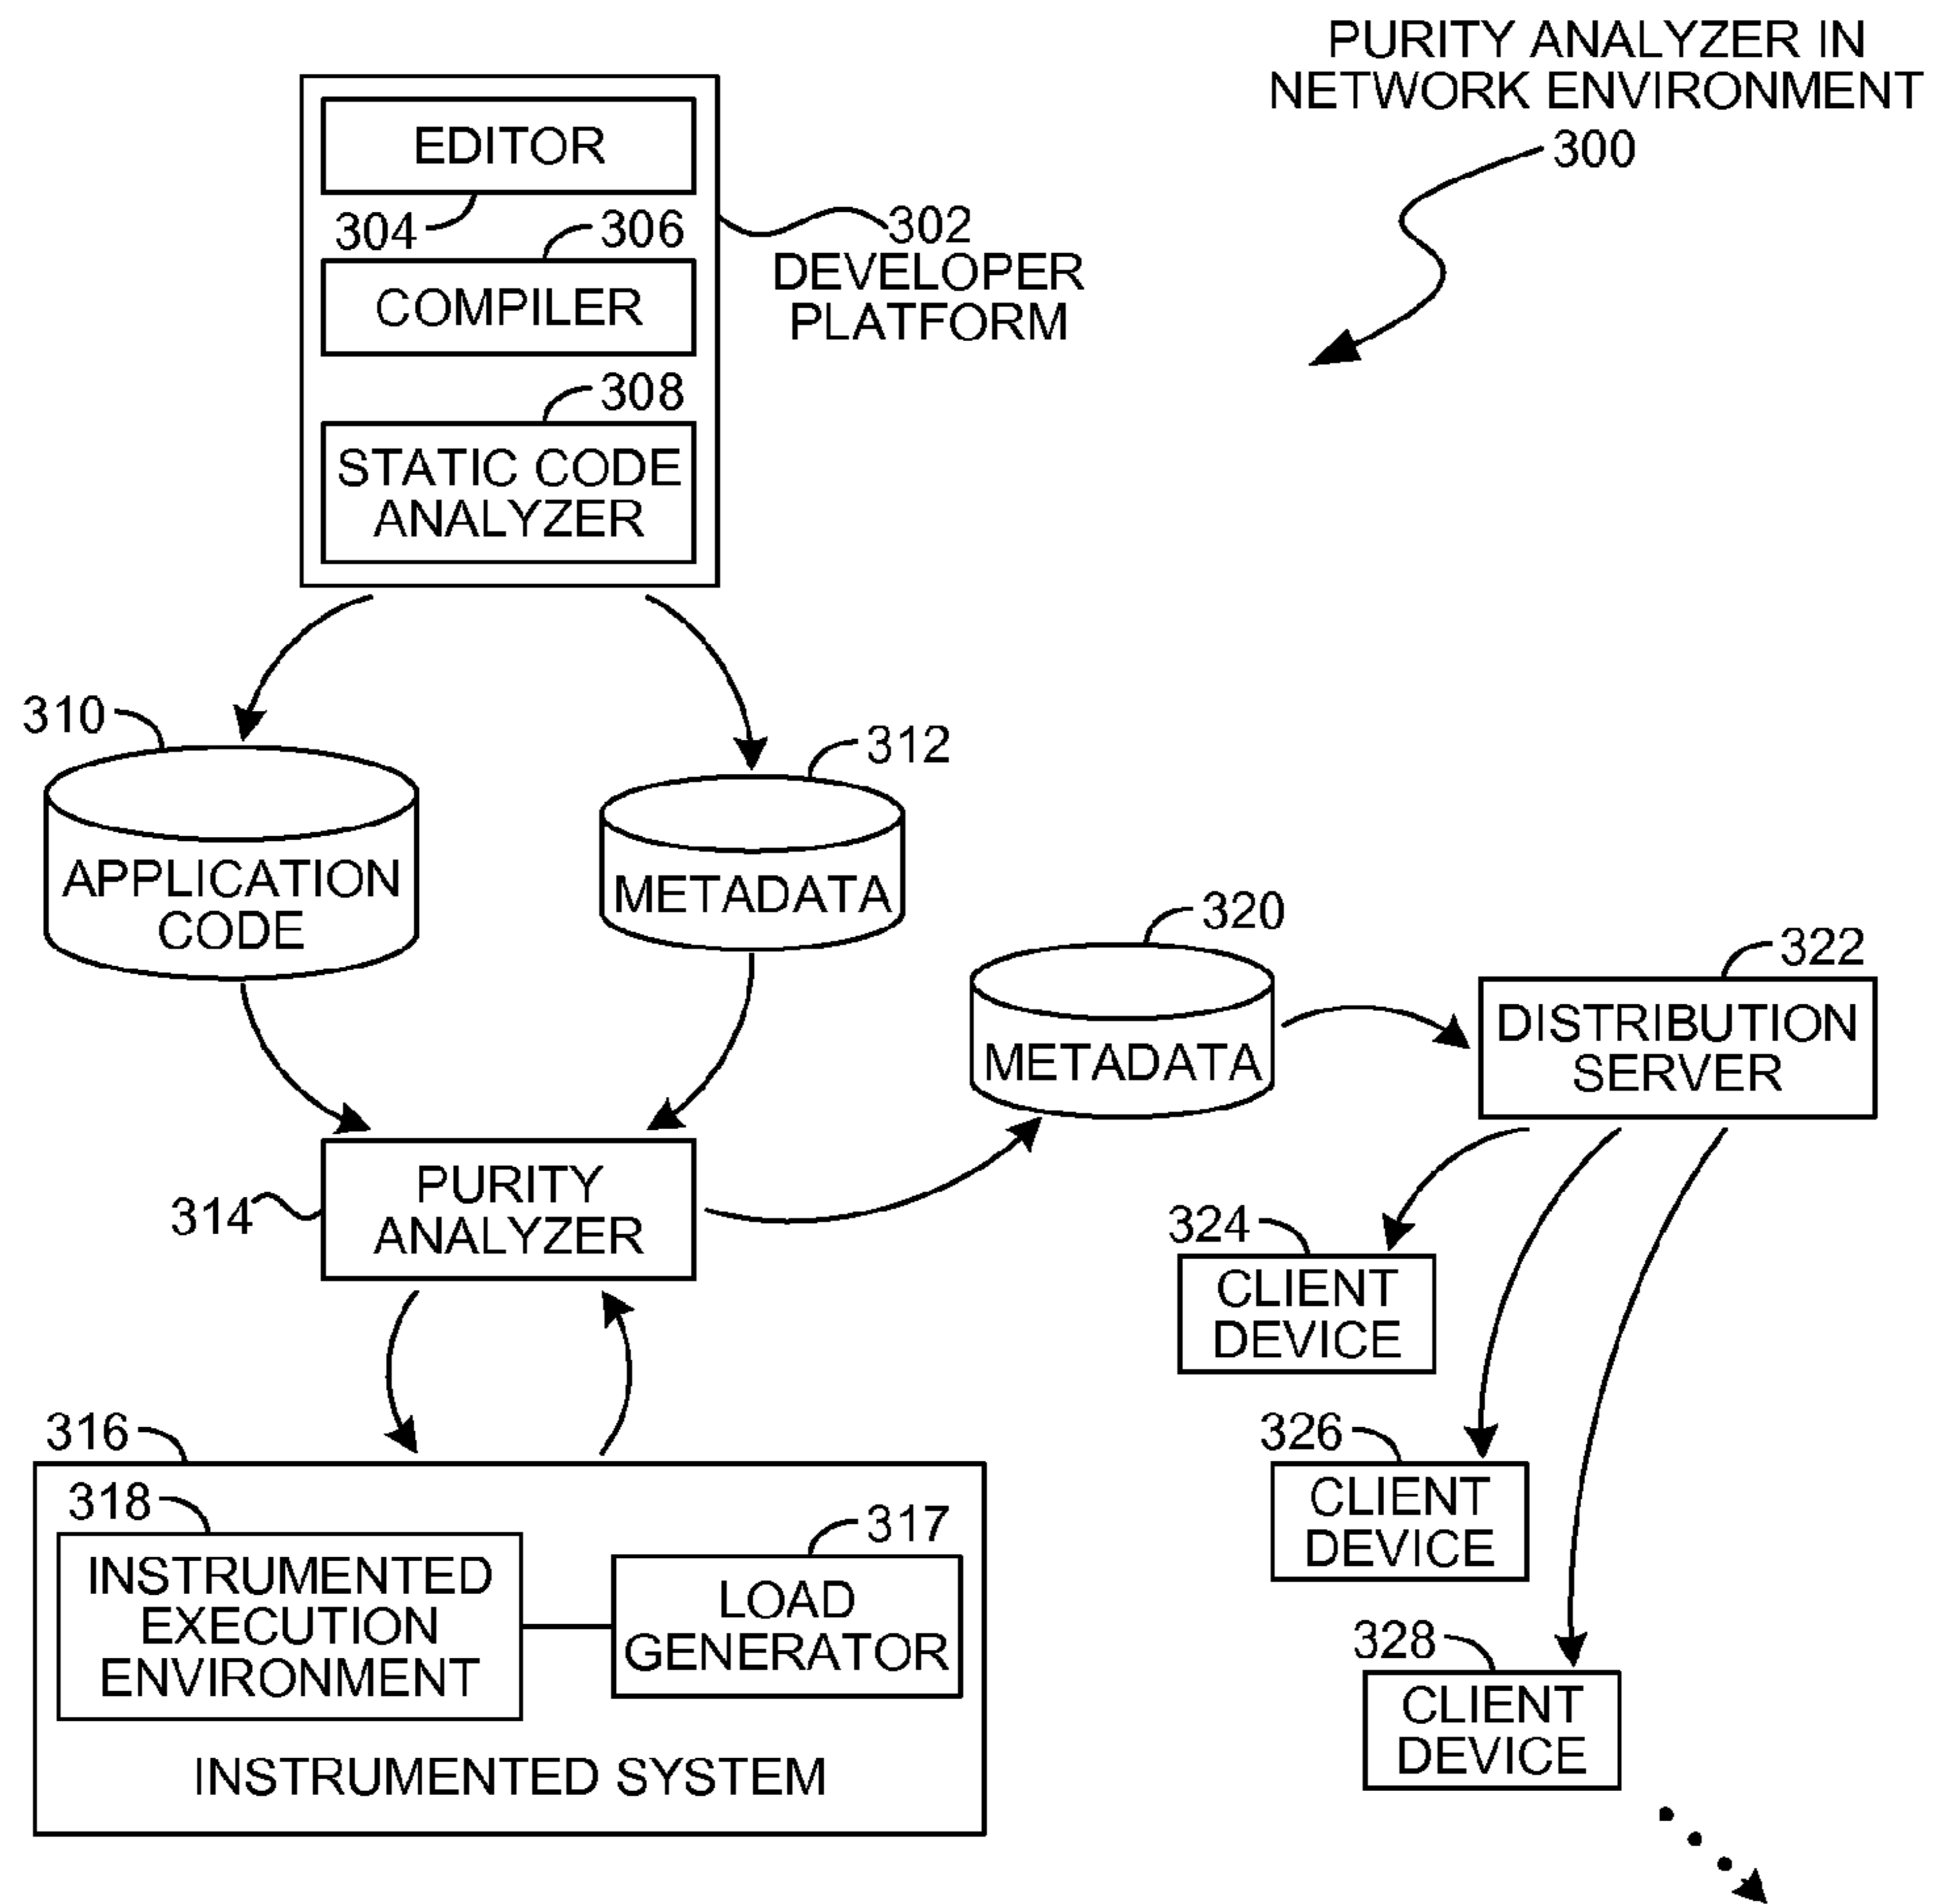 PURITY ANALYZER IN
NETWORK ENVIRONMENT
300
EDITOR
304
302
DEVELOPER
PLATFORM
306
COMPILER
308
STATIC CODE
ANALYZER
310
APPLICATION
CODE
312
METADATA
320
METADATA
322
DISTRIBUTION
SERVER
314
PURITY
ANALYZER
324
CLIENT
DEVICE
326
CLIENT
DEVICE
328
CLIENT
DEVICE
316
318
INSTRUMENTED
EXECUTION
ENVIRONMENT
317
LOAD
GENERATOR
INSTRUMENTED SYSTEM